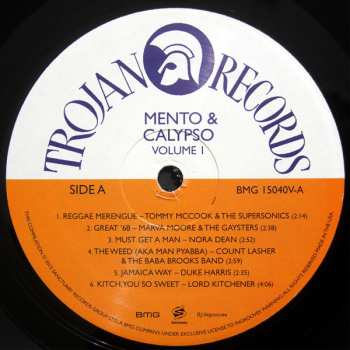 TROJAN RECORDS
MENTO &
CALYPSO
VOLUME 1
SIDE A
BMG 15040V-A
1. REGGAE MERENGUE – TOMMY MCCOOK & THE SUPERSONICS (2:14)
2. GREAT '68 – MARVA MOORE & THE GAYSTERS (2:38)
3. MUST GET A MAN – NORA DEAN (2:52)
4. THE WEED (AKA MAN PYABBA) – COUNT LASHER
& THE BABA BROOKS BAND (2:59)
5. JAMAICA WAY – DUKE HARRIS (6:35)
6. KITCH, YOU SO SWEET – LORD KITCHENER (4:06)
BMG